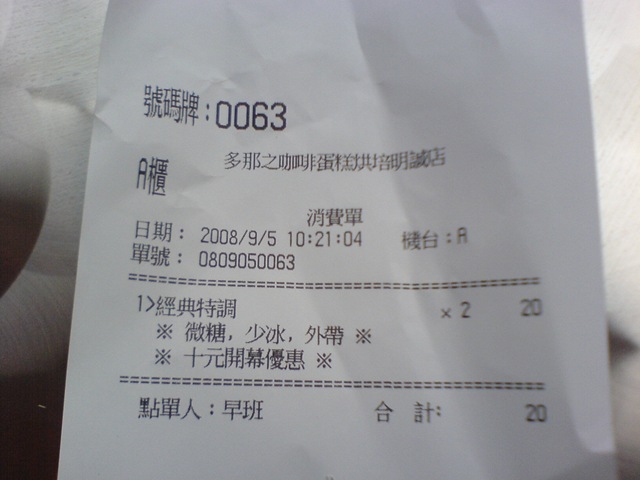 號碼牌:0063
多那之咖啡蛋糕烘培明誠店
A櫃
消費單
日期: 2008/9/5 10:21:04 機台:A
單號: 0809050063
================================================
1>經典特調 × 2 20
※ 微糖,少冰,外帶 ※
※ 十元開幕優惠 ※
================================================
點單人:早班 合 計: 20